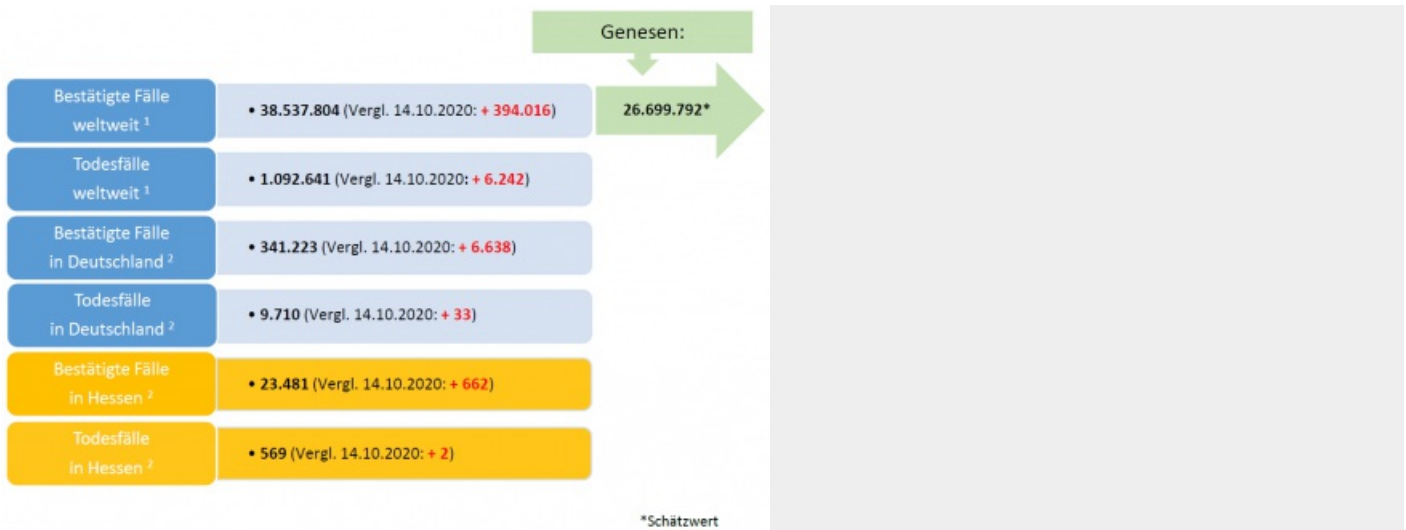 Genesen:
Bestätigte Fälle
weltweit ¹
• 38.537.804 (Vergl. 14.10.2020: + 394.016)
26.699.792*
Todesfälle
weltweit ¹
• 1.092.641 (Vergl. 14.10.2020: + 6.242)
Bestätigte Fälle
in Deutschland ²
• 341.223 (Vergl. 14.10.2020: + 6.638)
Todesfälle
in Deutschland ²
• 9.710 (Vergl. 14.10.2020: + 33)
Bestätigte Fälle
in Hessen ²
• 23.481 (Vergl. 14.10.2020: + 662)
Todesfälle
in Hessen ²
• 569 (Vergl. 14.10.2020: + 2)
*Schätzwert